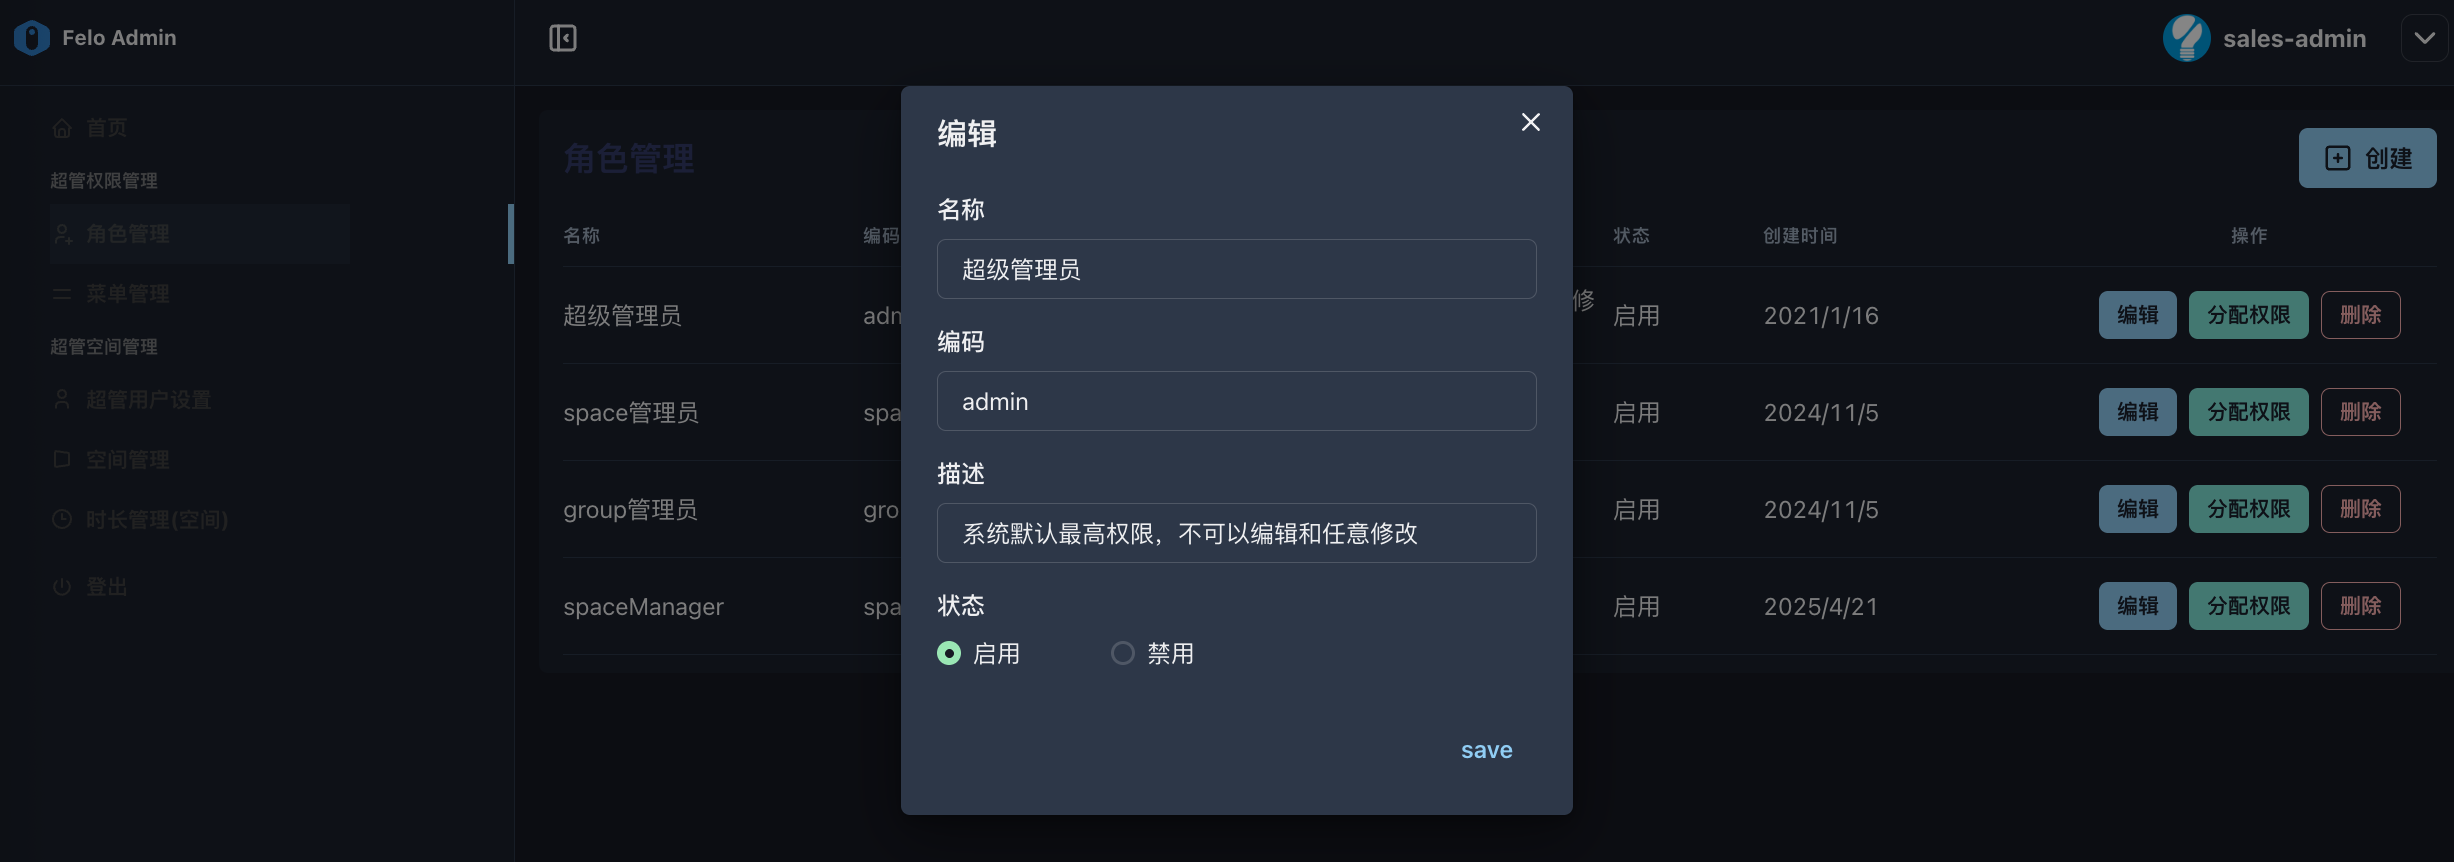 Felo Admin
sales-admin
首页
超管权限管理
角色管理
菜单管理
超管空间管理
超管用户设置
空间管理
时长管理(空间)
登出
角色管理
创建
名称
编码
状态
创建时间
操作
超级管理员
adm
修
启用
2021/1/16
编辑
分配权限
删除
space管理员
spa
启用
2024/11/5
编辑
分配权限
删除
group管理员
gro
启用
2024/11/5
编辑
分配权限
删除
spaceManager
spa
启用
2025/4/21
编辑
分配权限
删除
编辑
名称
超级管理员
编码
admin
描述
系统默认最高权限，不可以编辑和任意修改
状态
启用
禁用
save